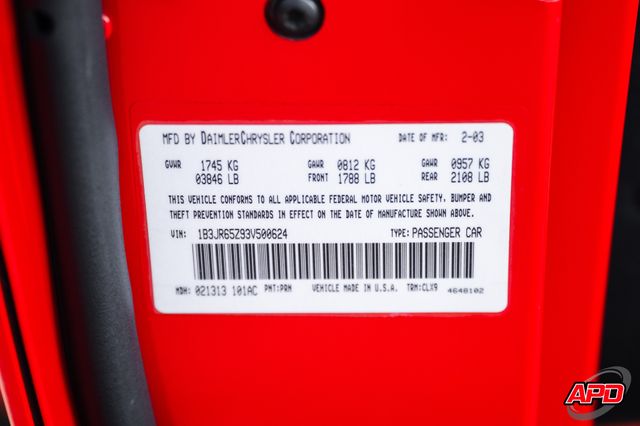 MFD BY DAIMLERCHRYSLER CORPORATION DATE OF MFR: 2-03
GVWR 1745 KG GAWR 0812 KG GAWR 0957 KG
03846 LB FRONT 1788 LB REAR 2108 LB
THIS VEHICLE CONFORMS TO ALL APPLICABLE FEDERAL MOTOR VEHICLE SAFETY, BUMPER AND
THEFT PREVENTION STANDARDS IN EFFECT ON THE DATE OF MANUFACTURE SHOWN ABOVE.
VIN: 1B3JR65Z93V500624 TYPE: PASSENGER CAR
MDH: 021313 101AC PNT: PRN VEHICLE MADE IN U.S.A. TRM: CLX9 4648102
APD